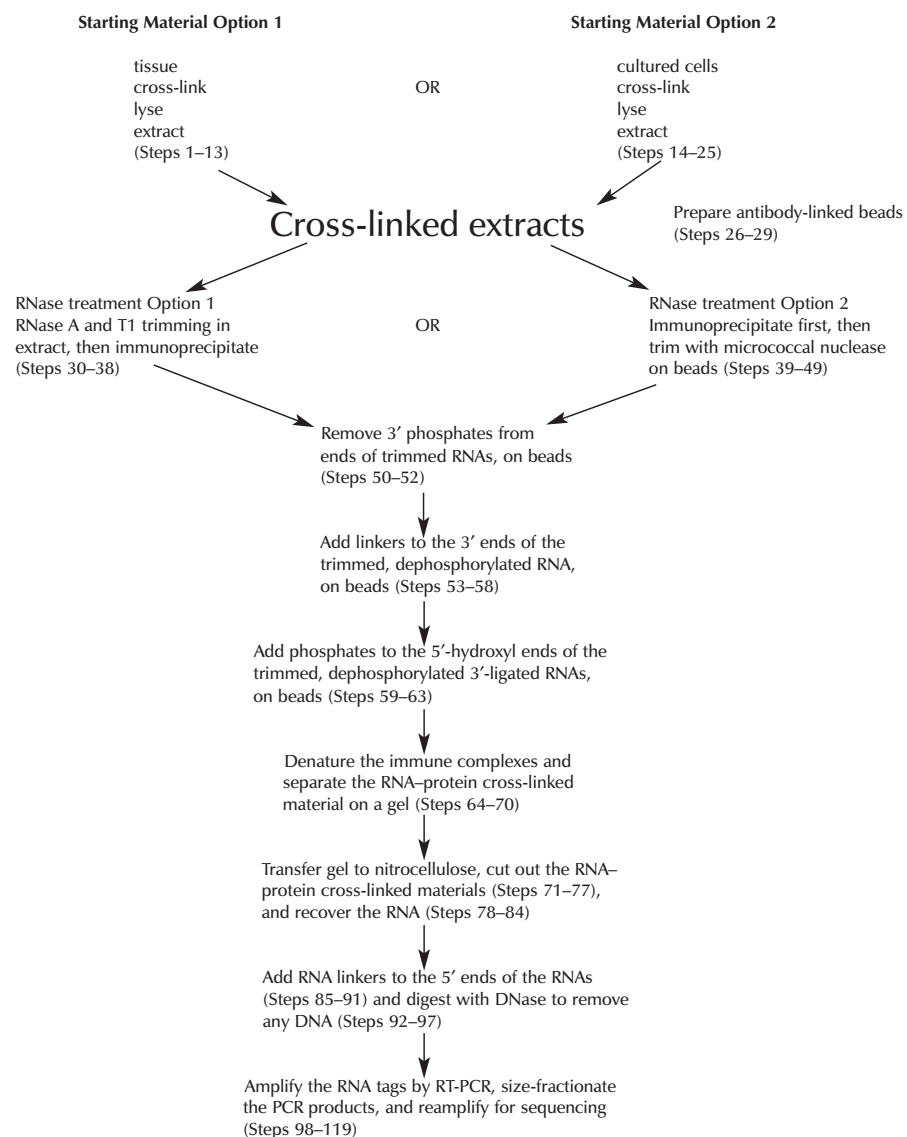 Starting Material Option 1
Starting Material Option 2
tissue
cross-link
lyse
extract
(Steps 1–13)
OR
cultured cells
cross-link
lyse
extract
(Steps 14–25)
Cross-linked extracts
Prepare antibody-linked beads
(Steps 26–29)
RNase treatment Option 1
RNase A and T1 trimming in
extract, then immunoprecipitate
(Steps 30–38)
OR
RNase treatment Option 2
Immunoprecipitate first, then
trim with micrococcal nuclease
on beads (Steps 39–49)
Remove 3′ phosphates from
ends of trimmed RNAs, on beads
(Steps 50–52)
Add linkers to the 3′ ends of the
trimmed, dephosphorylated RNA,
on beads (Steps 53–58)
Add phosphates to the 5′-hydroxyl ends of the
trimmed, dephosphorylated 3′-ligated RNAs,
on beads (Steps 59–63)
Denature the immune complexes and
separate the RNA–protein cross-linked
material on a gel (Steps 64–70)
Transfer gel to nitrocellulose, cut out the RNA–
protein cross-linked materials (Steps 71–77),
and recover the RNA (Steps 78–84)
Add RNA linkers to the 5′ ends of the RNAs
(Steps 85–91) and digest with DNase to remove
any DNA (Steps 92–97)
Amplify the RNA tags by RT-PCR, size-fractionate
the PCR products, and reamplify for sequencing
(Steps 98–119)